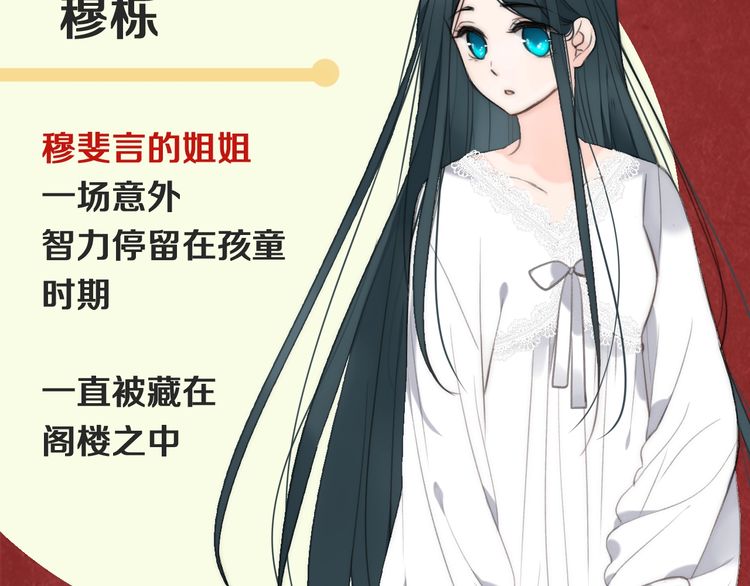 穆栎
穆斐言的姐姐
一场意外
智力停留在孩童
时期
一直被藏在
阁楼之中